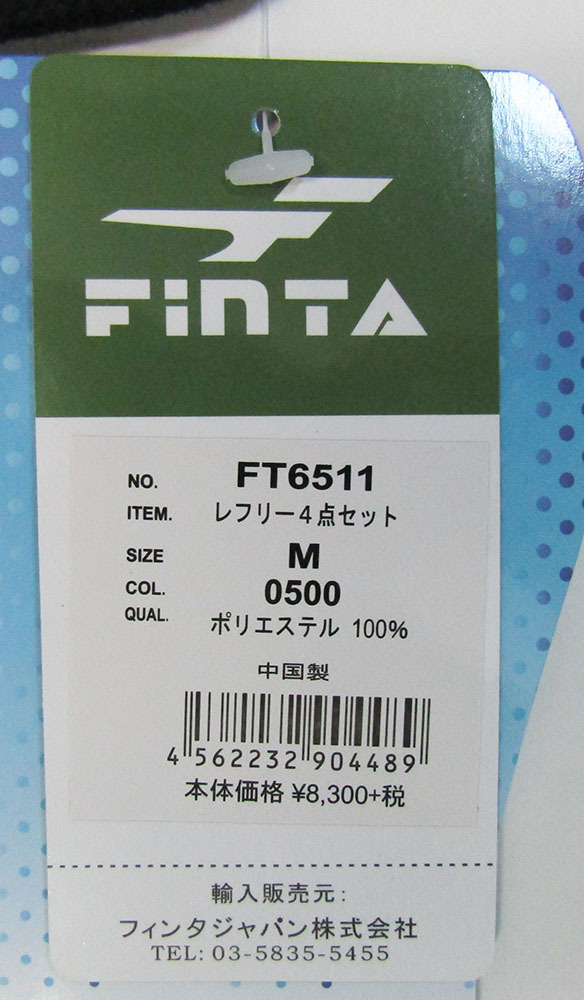 FINTA
NO. FT6511
ITEM. レフリー4点セット
SIZE M
COL. 0500
QUAL. ポリエステル 100%
中国製
4 562232 904489
本体価格 ¥8,300+税
輸入販売元:
フィンタジャパン株式会社
TEL: 03-5835-5455